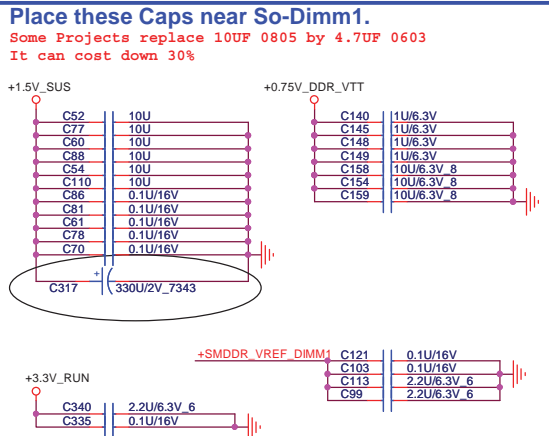 Place these Caps near So-Dimm1.
Some Projects replace 10UF 0805 by 4.7UF 0603
It can cost down 30%
+1.5V_SUS
C52 10U
C77 10U
C60 10U
C88 10U
C54 10U
C110 10U
C86 0.1U/16V
C81 0.1U/16V
C61 0.1U/16V
C78 0.1U/16V
C70 0.1U/16V
+
C317 330U/2V_7343
+0.75V_DDR_VTT
C140 1U/6.3V
C145 1U/6.3V
C148 1U/6.3V
C149 1U/6.3V
C158 10U/6.3V_8
C154 10U/6.3V_8
C159 10U/6.3V_8
+SMDDR_VREF_DIMM1
C121 0.1U/16V
C103 0.1U/16V
C113 2.2U/6.3V_6
C99 2.2U/6.3V_6
+3.3V_RUN
C340 2.2U/6.3V_6
C335 0.1U/16V